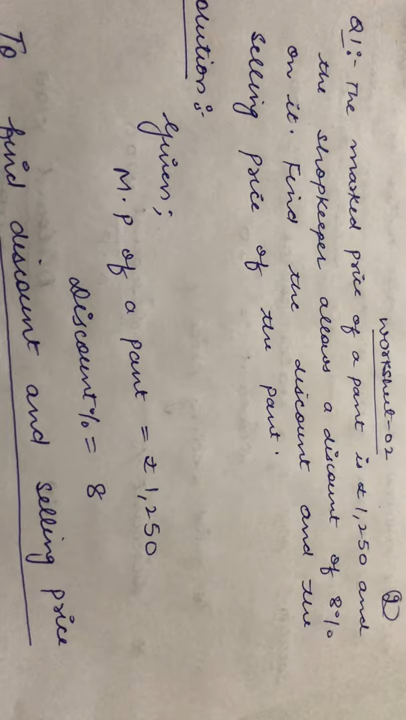 Worksheet-02
Q1:- The marked price of a pant is ₹1,250 and
the shopkeeper allows a discount of 8%
on it. Find the discount and the
selling price of the pant.
olution:-
Given;
M.P of a pant = ₹1,250
Discount% = 8
To find discount and selling price